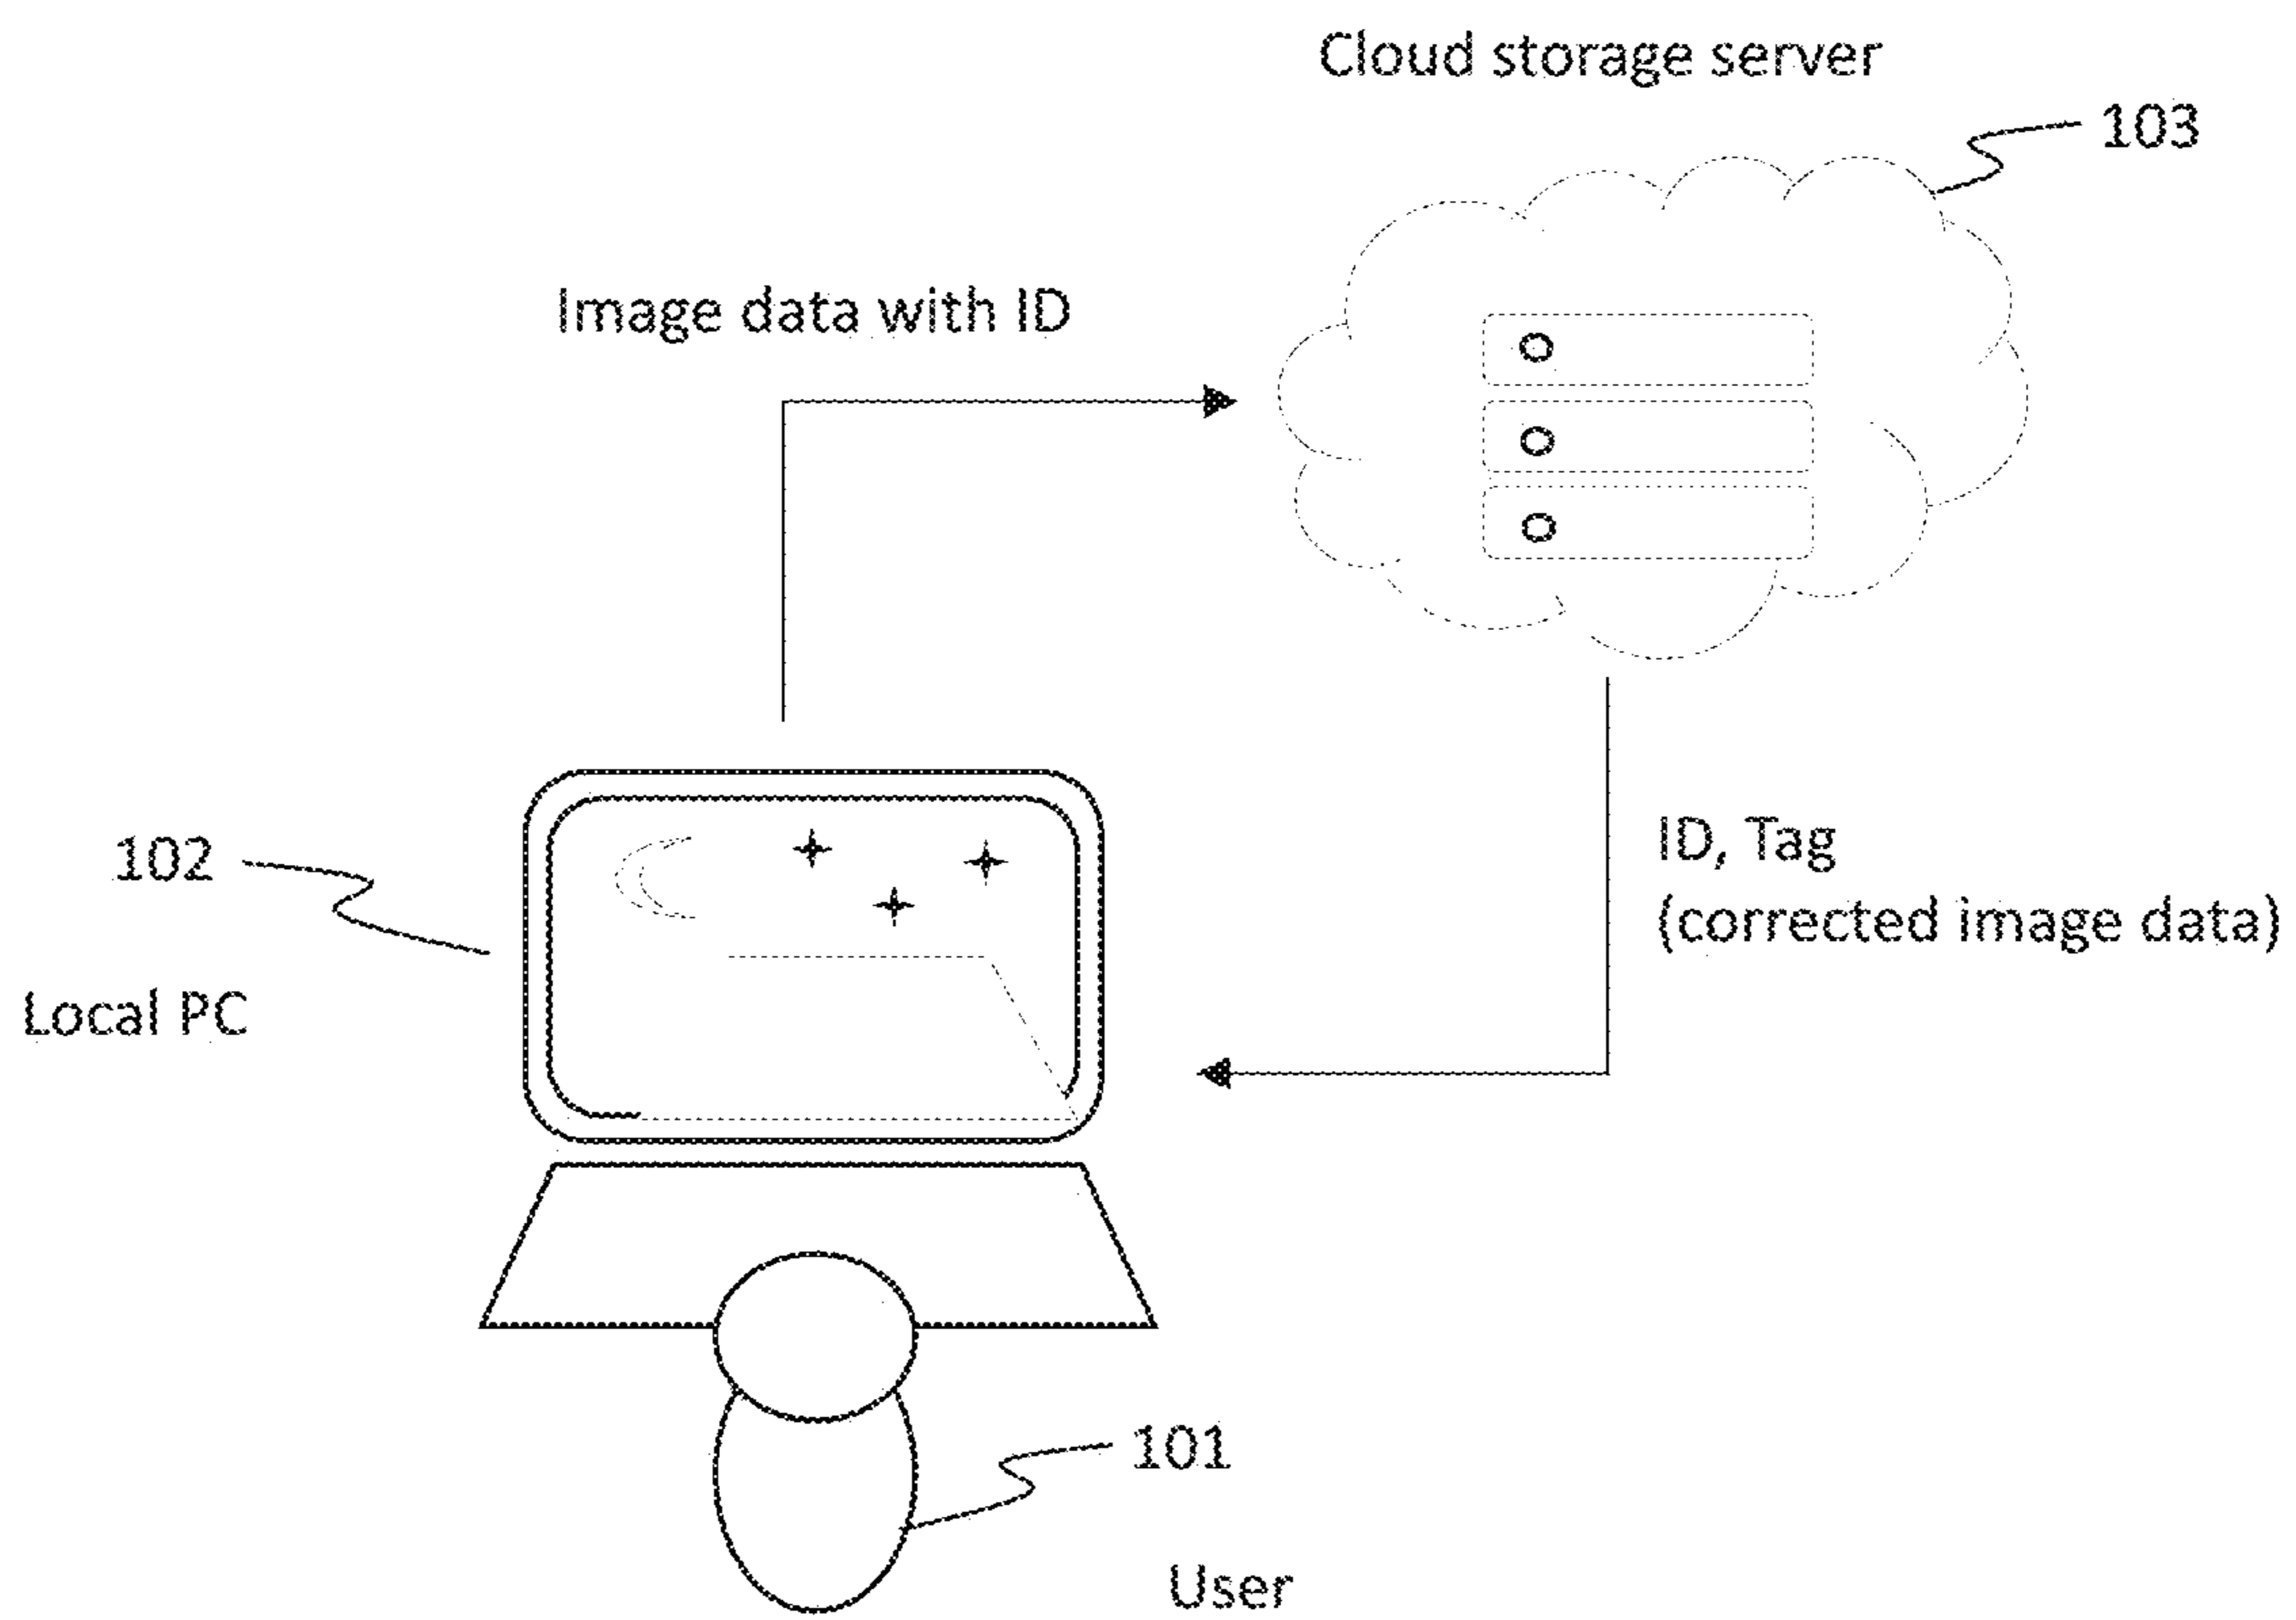 Cloud storage server
103
Image data with ID
102
ID, Tag
(corrected image data)
Local PC
101
User